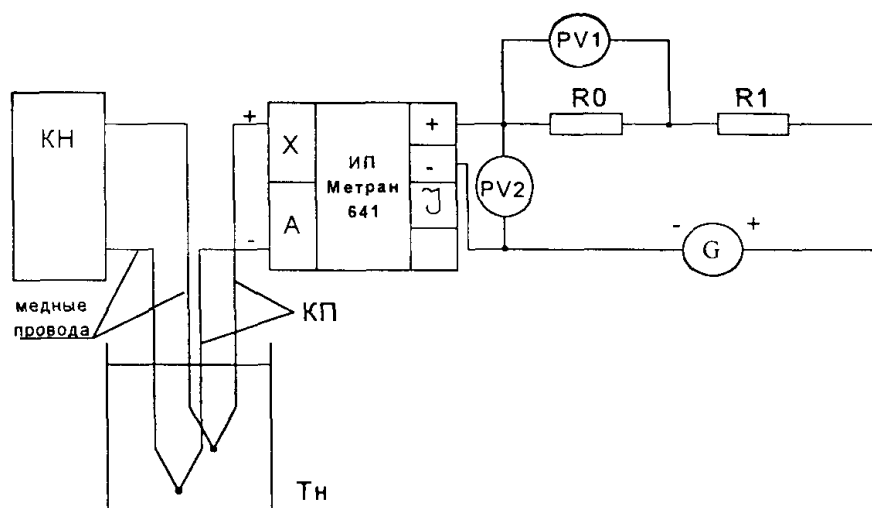 КН
медные
провода
+
-
Х
А
ИП
Метран
641
+
-
КП
Тн
PV1
R0
R1
PV2
-
+
G